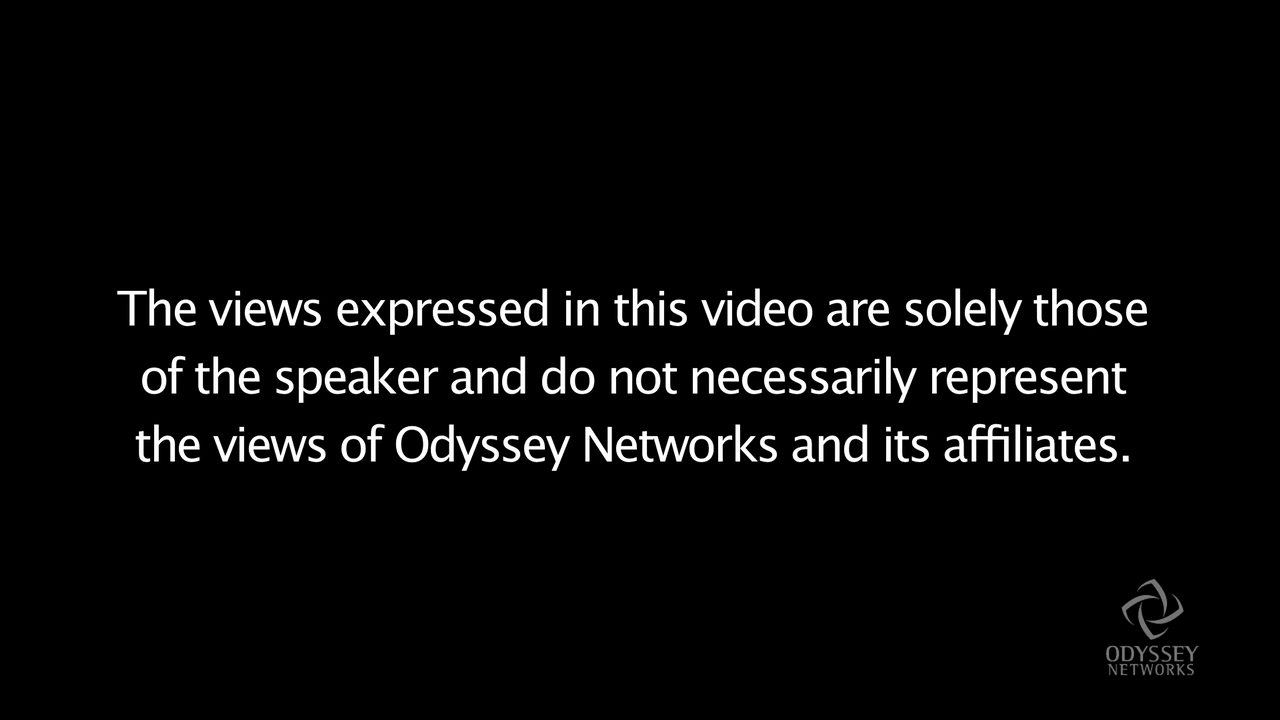 The views expressed in this video are solely those
of the speaker and do not necessarily represent
the views of Odyssey Networks and its affiliates.
ODYSSEY
NETWORKS